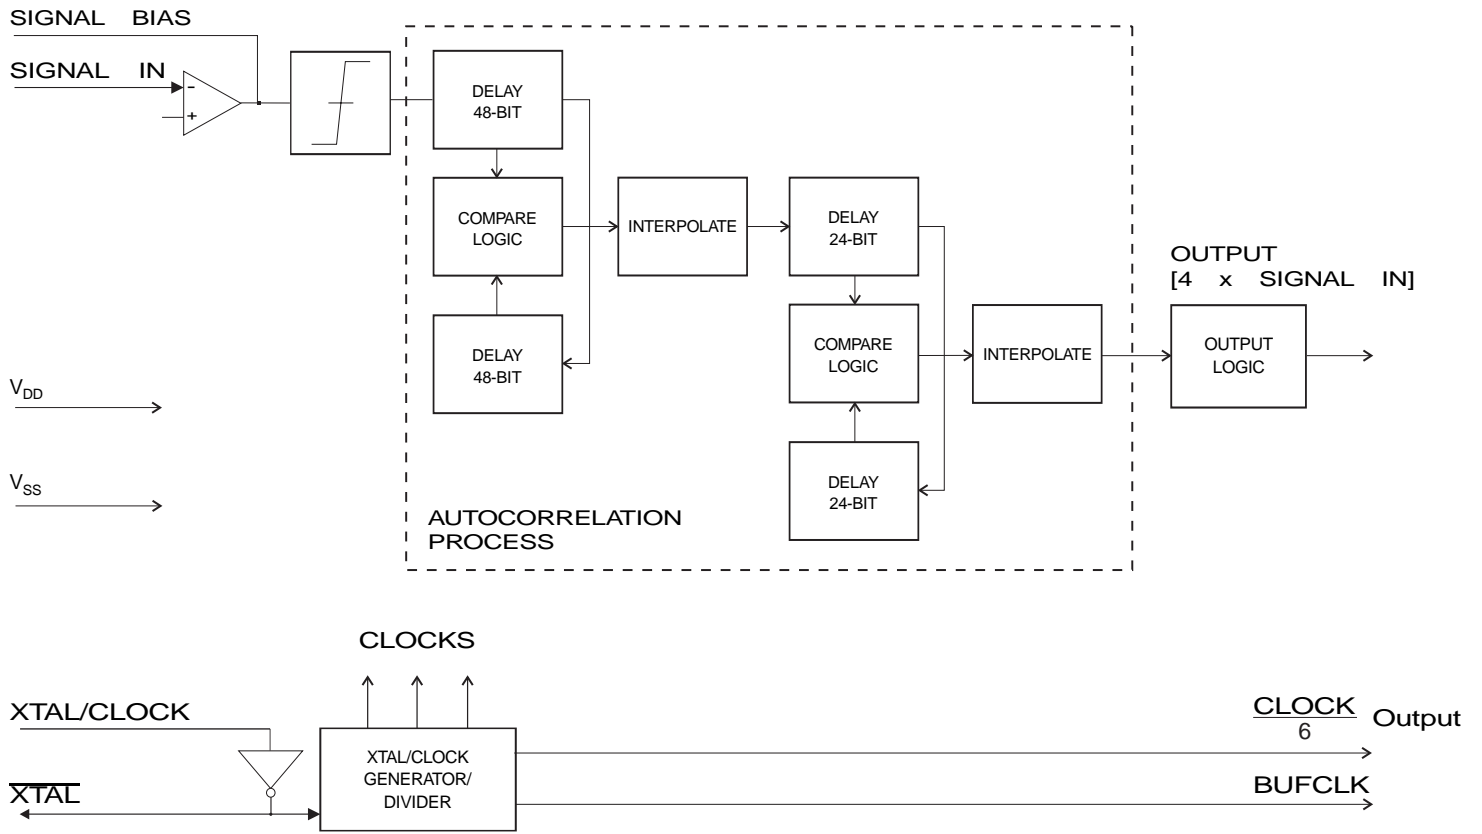 SIGNAL BIAS
SIGNAL IN
-
+
DELAY
48-BIT
COMPARE
LOGIC
DELAY
48-BIT
INTERPOLATE
DELAY
24-BIT
COMPARE
LOGIC
DELAY
24-BIT
INTERPOLATE
OUTPUT
[4 x SIGNAL IN]
OUTPUT
LOGIC
VDD
VSS
AUTOCORRELATION
PROCESS
CLOCKS
XTAL/CLOCK
XTAL
XTAL/CLOCK
GENERATOR/
DIVIDER
CLOCK
6
Output
BUFCLK